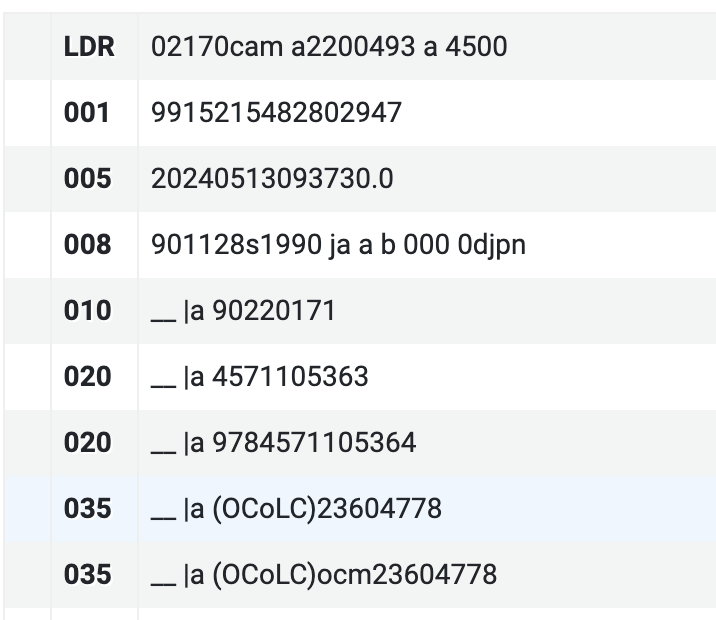 LDR 02170cam a2200493 a 4500
001 9915215482802947
005 20240513093730.0
008 901128s1990 ja a b 000 0djpn
010 __ |a 90220171
020 __ |a 4571105363
020 __ |a 9784571105364
035 __ |a (OCoLC)23604778
035 __ |a (OCoLC)ocm23604778